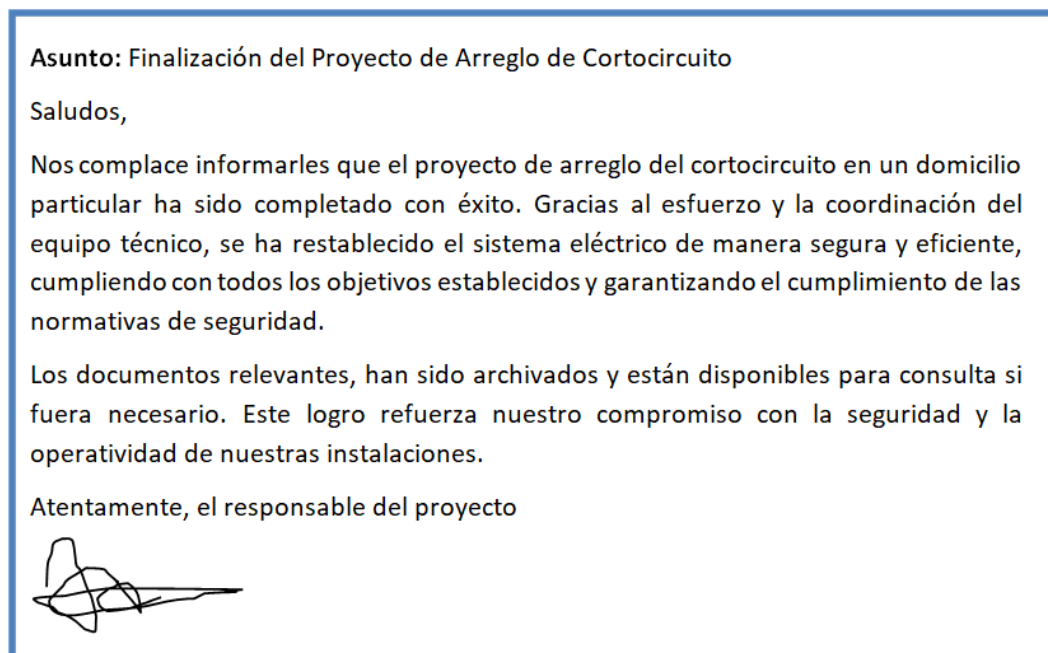 Asunto: Finalización del Proyecto de Arreglo de Cortocircuito
Saludos,
Nos complace informarles que el proyecto de arreglo del cortocircuito en un domicilio
particular ha sido completado con éxito. Gracias al esfuerzo y la coordinación del
equipo técnico, se ha restablecido el sistema eléctrico de manera segura y eficiente,
cumpliendo con todos los objetivos establecidos y garantizando el cumplimiento de las
normativas de seguridad.
Los documentos relevantes, han sido archivados y están disponibles para consulta si
fuera necesario. Este logro refuerza nuestro compromiso con la seguridad y la
operatividad de nuestras instalaciones.
Atentamente, el responsable del proyecto